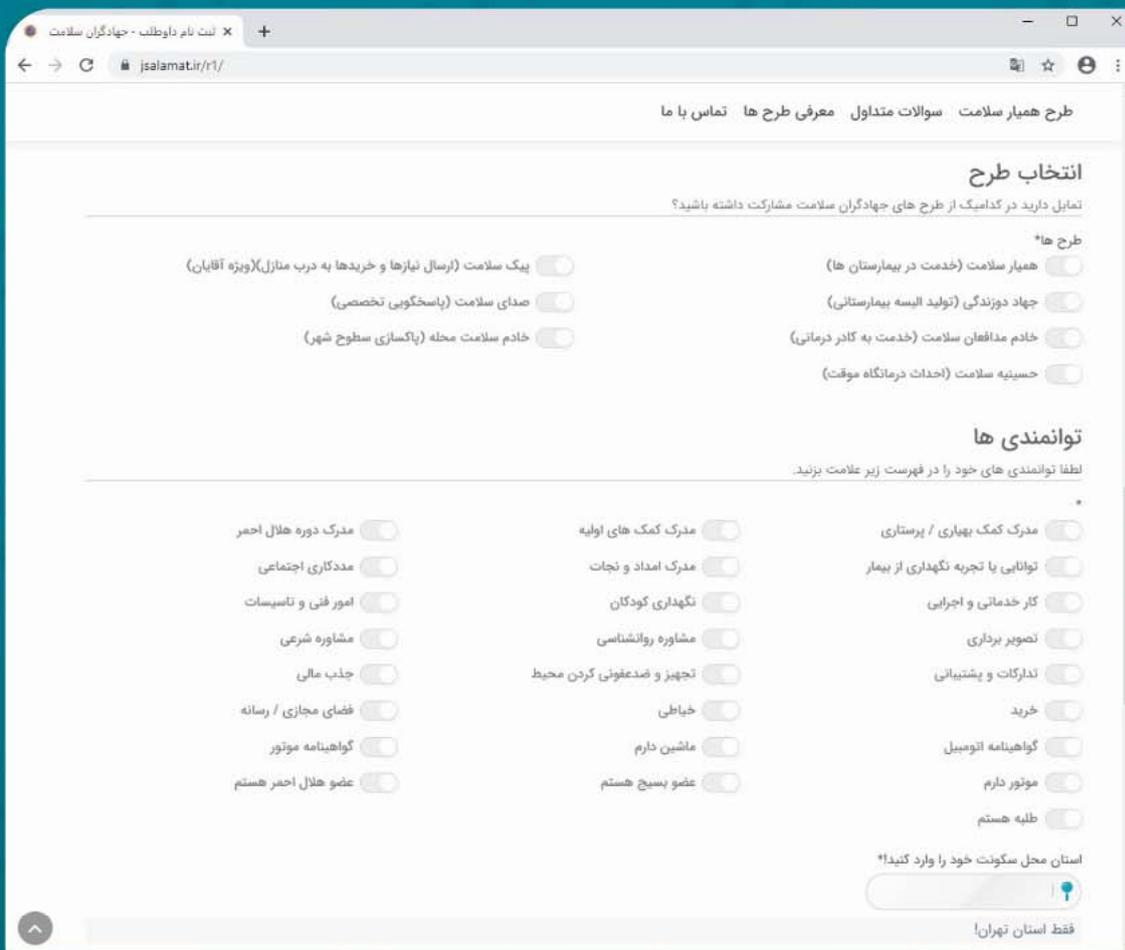 ثبت نام داوطلب - جهادگران سلامت
jsalamat.ir/r1/
طرح همیار سلامت سوالات متداول معرفی طرح ها تماس با ما
انتخاب طرح
تمایل دارید در کدامیک از طرح های جهادگران سلامت مشارکت داشته باشید؟
طرح ها*
همیار سلامت (خدمت در بیمارستان ها) پیک سلامت (ارسال نیازها و خریدها به درب منازل)(ویژه آقایان)
جهاد دوزندگی (تولید البسه بیمارستانی) صدای سلامت (پاسخگویی تخصصی)
خادم مدافعان سلامت (خدمت به کادر درمانی) خادم سلامت محله (پاکسازی سطوح شهر)
حسینیه سلامت (احداث درمانگاه موقت)
توانمندی ها
لطفا توانمندی های خود را در فهرست زیر علامت بزنید.
*
مدرک کمک بهیاری / پرستاری مدرک کمک های اولیه مدرک دوره هلال احمر
توانایی یا تجربه نگهداری از بیمار مدرک امداد و نجات مددکاری اجتماعی
کار خدماتی و اجرایی نگهداری کودکان امور فنی و تاسیسات
تصویر برداری مشاوره روانشناسی مشاوره شرعی
تدارکات و پشتیبانی تجهیز و ضدعفونی کردن محیط جذب مالی
خرید خیاطی فضای مجازی / رسانه
گواهینامه اتومبیل ماشین دارم گواهینامه موتور
موتور دارم عضو بسیج هستم عضو هلال احمر هستم
طلبه هستم
استان محل سکونت خود را وارد کنید!*
فقط استان تهران!